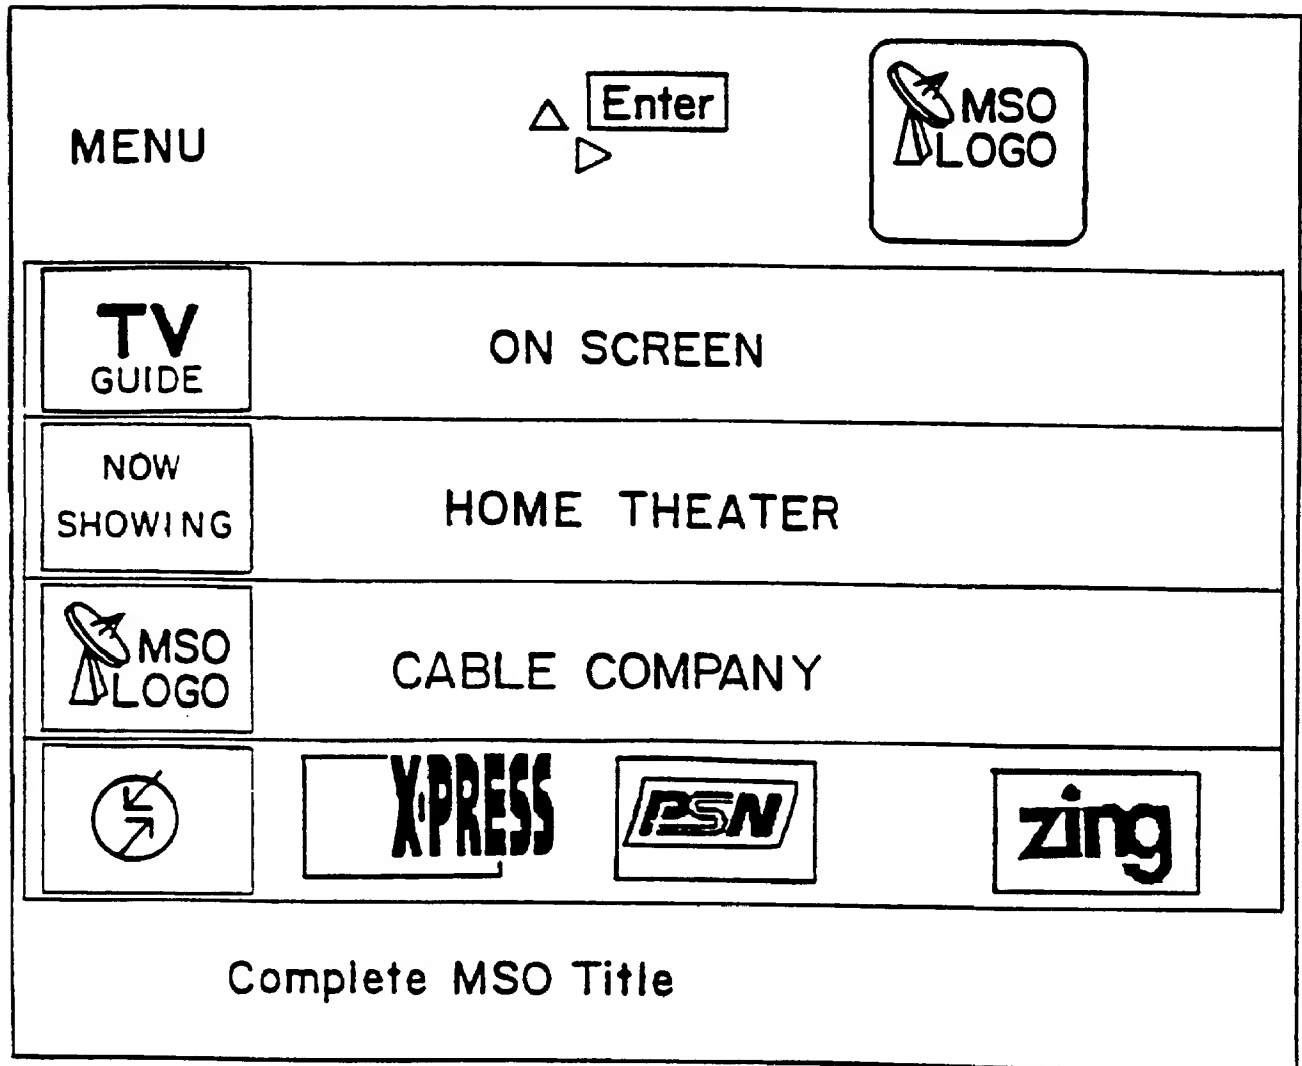 MENU
Enter
MSO
LOGO
TV
GUIDE
ON SCREEN
NOW
SHOWING
HOME THEATER
MSO
LOGO
CABLE COMPANY
X·PRESS
PSN
zing
Complete MSO Title